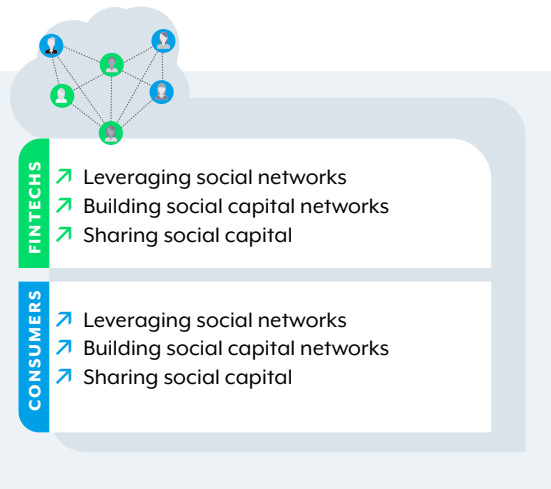 FINTECHS
Leveraging social networks
Building social capital networks
Sharing social capital
CONSUMERS
Leveraging social networks
Building social capital networks
Sharing social capital